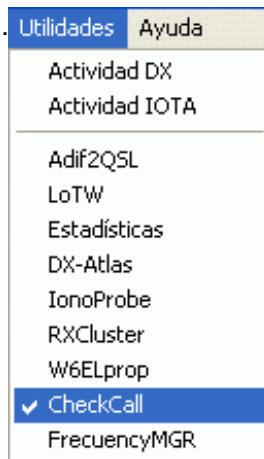 . Utilidades Ayuda
Actividad DX
Actividad IOTA
Adif2QSL
LoTW
Estadísticas
DX-Atlas
IonoProbe
RXCluster
W6ELprop
CheckCall
FrecuencyMGR